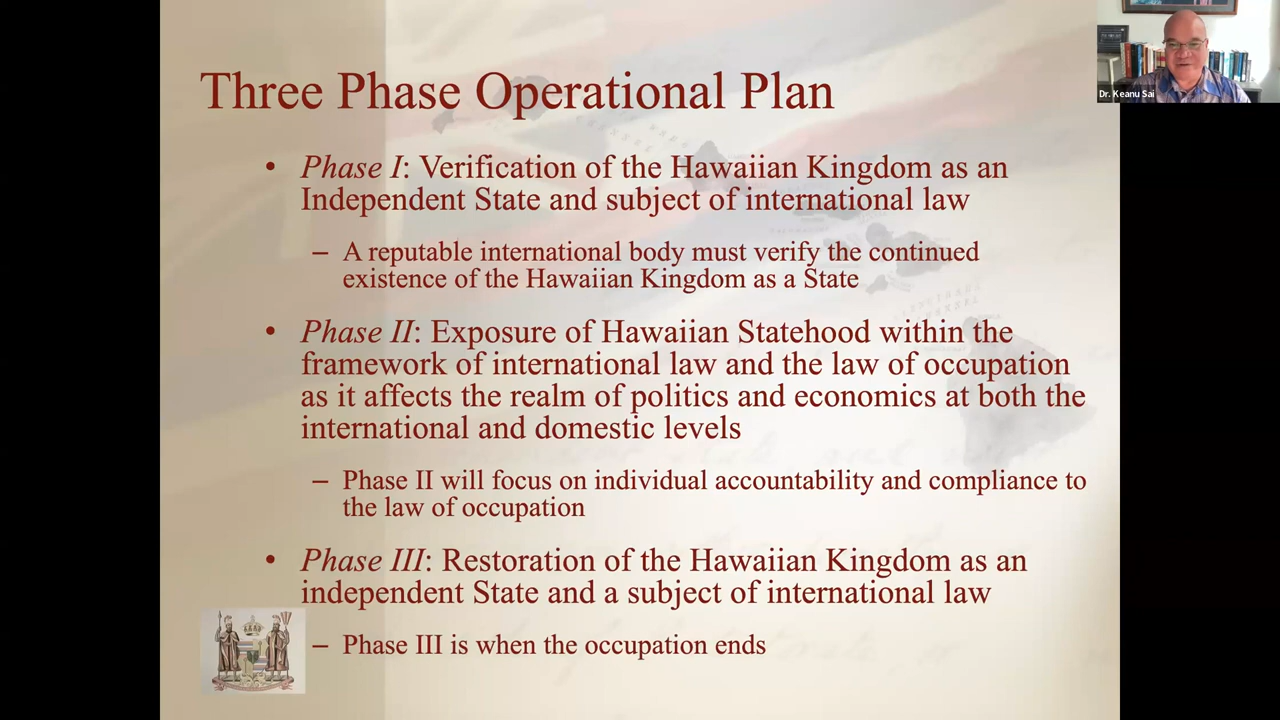 Three Phase Operational Plan
• Phase I: Verification of the Hawaiian Kingdom as an
Independent State and subject of international law
– A reputable international body must verify the continued
existence of the Hawaiian Kingdom as a State
• Phase II: Exposure of Hawaiian Statehood within the
framework of international law and the law of occupation
as it affects the realm of politics and economics at both the
international and domestic levels
– Phase II will focus on individual accountability and compliance to
the law of occupation
• Phase III: Restoration of the Hawaiian Kingdom as an
independent State and a subject of international law
– Phase III is when the occupation ends
Dr. Keanu Sai